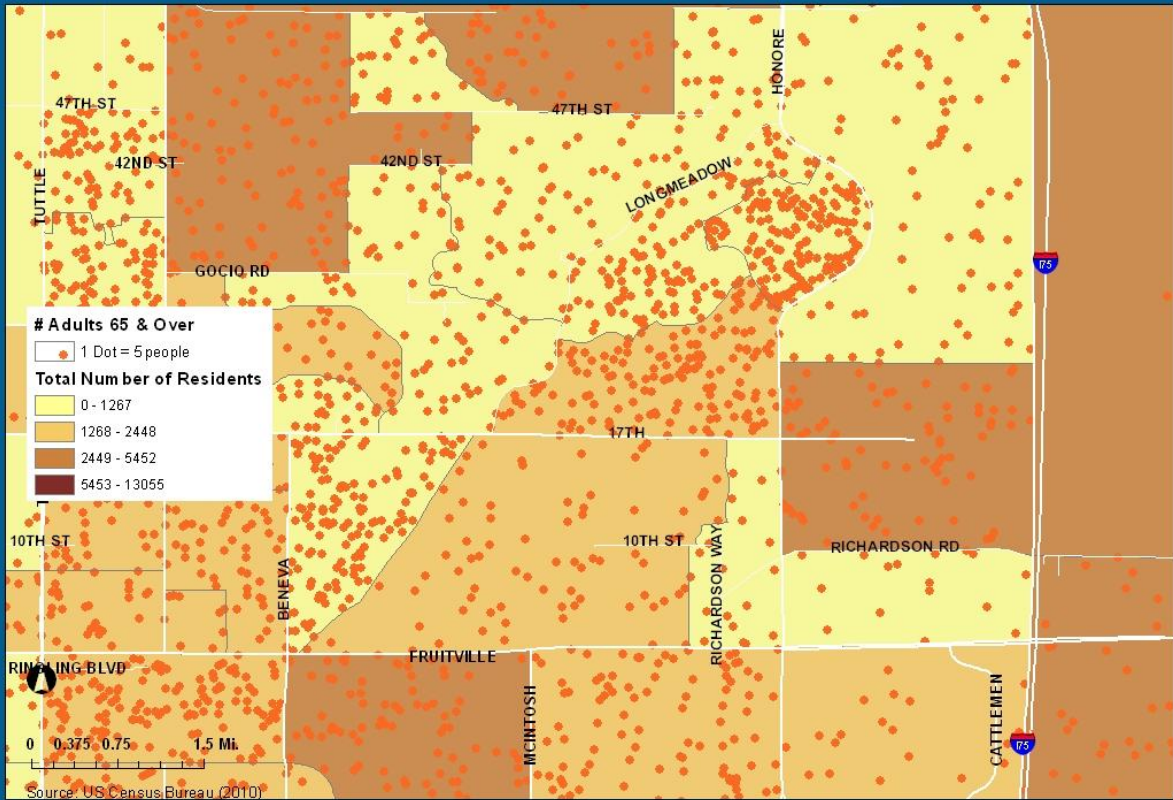 HONORE
47TH ST
47TH ST
42ND ST
42ND ST
LONGMEADOW
TUTTLE
GOCIO RD
175
# Adults 65 & Over
1 Dot = 5 people
Total Number of Residents
0 - 1267
1268 - 2448
2449 - 5452
5453 - 13055
17TH
10TH ST
10TH ST
RICHARDSON RD
BENEVA
RICHARDSON WAY
FRUITVILLE
RINGLING BLVD
MCINTOSH
CATTLEMEN
175
0 0.375 0.75 1.5 Mi.
Source: US Census Bureau (2010)